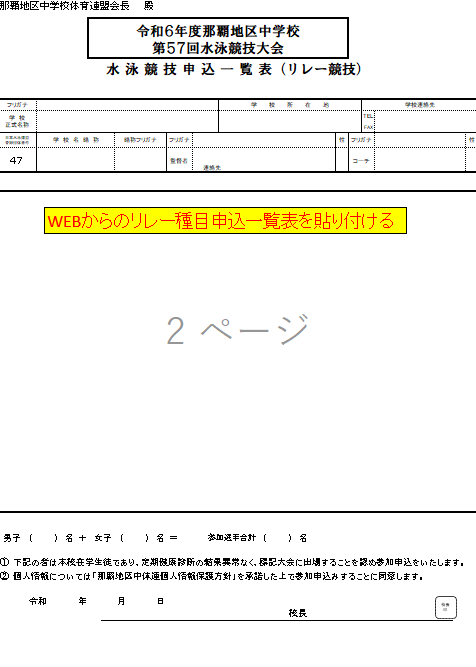 那覇地区中学校体育連盟会長　殿
令和6年度那覇地区中学校
第57回水泳競技大会
水 泳 競 技 申 込 一 覧 表（リレー競技）
フリガナ　学 校 所 在 地　学校連絡先
学 校
正式名称
TEL
FAX
学 校 名 略 称　略称フリガナ　フリガナ　性　フリガナ　性
47　監督者　連絡先　コーチ
WEBからのリレー種目申込一覧表を貼り付ける
2 ページ
男子（　）名 ＋ 女子（　）名 ＝　参加選手合計（　）名
① 下記の者は本校在学生徒であり、定期健康診断の結果異常なく、標記大会に出場することを認め参加申込をいたします。
② 個人情報については「那覇地区中体連個人情報保護方針」を承諾した上で参加申込みすることに同意します。
令和　年　月　日
校長